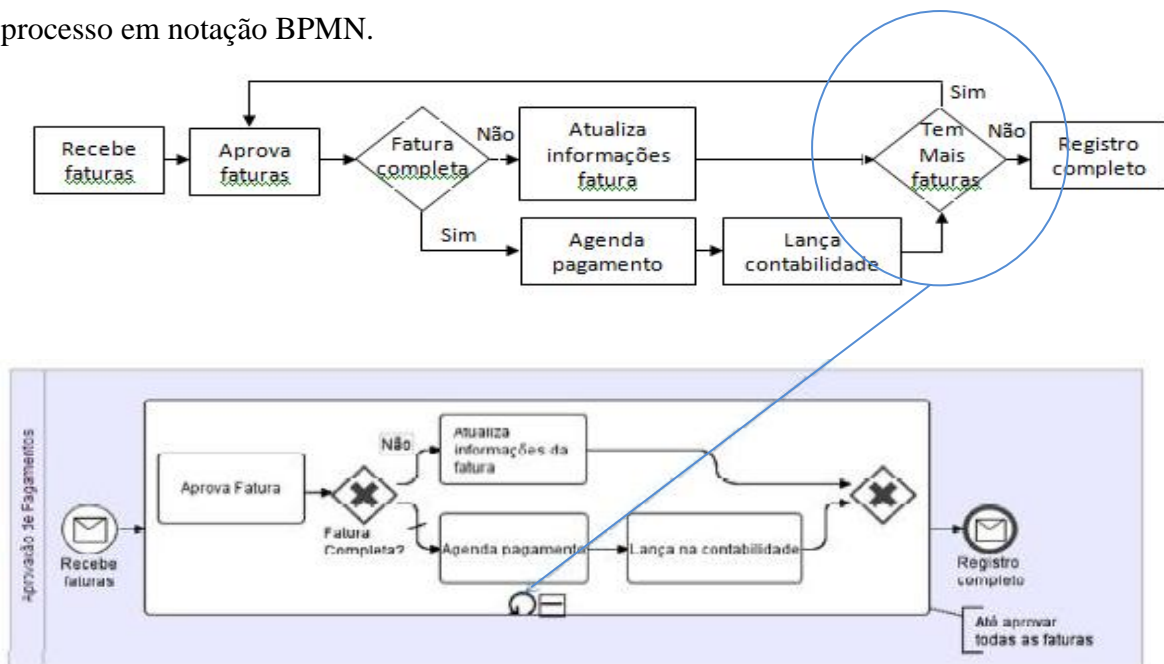 processo em notação BPMN.
Sim
Recebe
faturas
Aprova
faturas
Fatura
completa
Não
Atualiza
informações
fatura
Tem
Mais
faturas
Não
Registro
completo
Sim
Agenda
pagamento
Lança
contabilidade
Aprovação de Pagamentos
Recebe
faturas
Aprova Fatura
Fatura
Completa?
Não
Atualiza
informações da
fatura
Agenda pagamento
Lança na contabilidade
Registro
completo
Até aprovar
todas as faturas